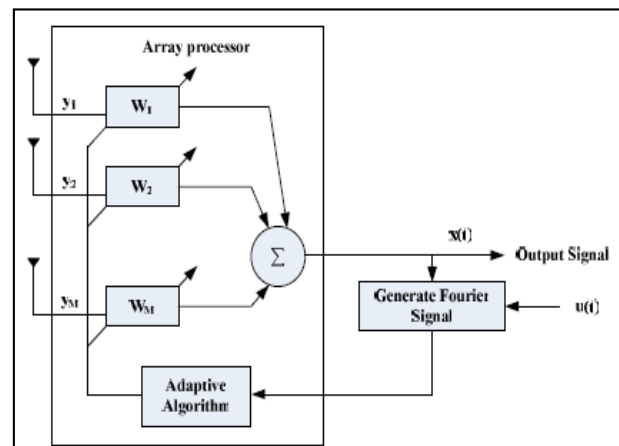 Array processor
y1
W1
y2
W2
Σ
x(t)
Output Signal
yM
WM
Generate Fourier
Signal
u(t)
Adaptive
Algorithm